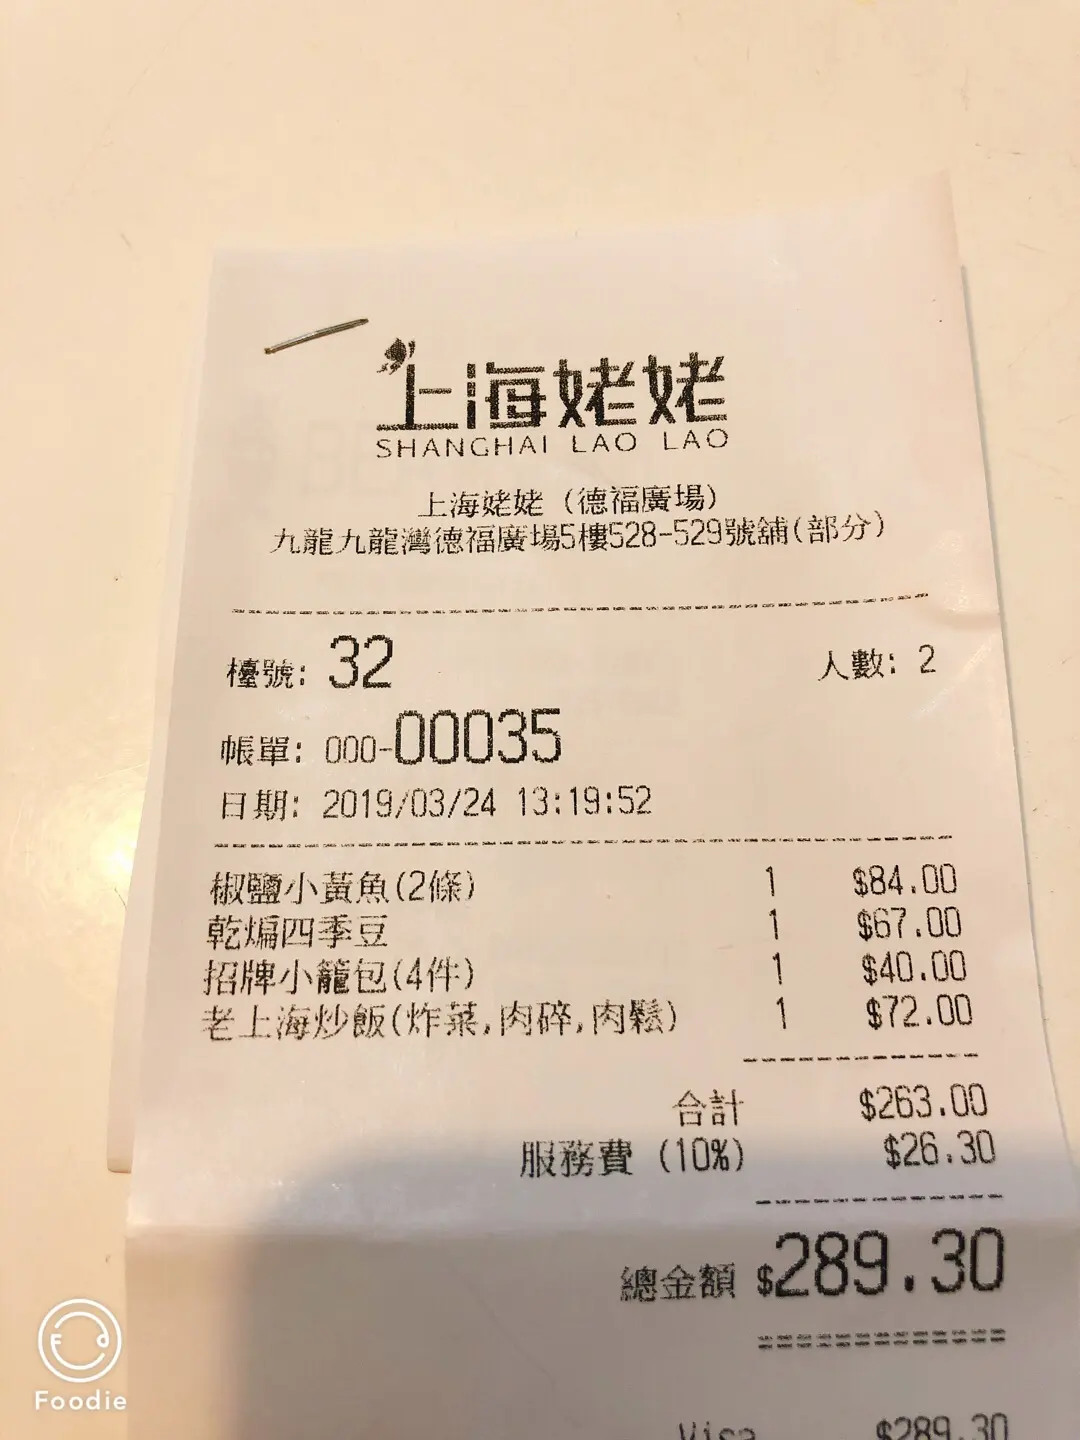 上海姥姥
SHANGHAI LAO LAO
上海姥姥 (德福廣場)
九龍九龍灣德福廣場5樓528-529號舖(部分)
檯號: 32 人數: 2
帳單: 000-00035
日期: 2019/03/24 13:19:52
椒鹽小黃魚(2條) 1 $84.00
乾煸四季豆 1 $67.00
招牌小籠包(4件) 1 $40.00
老上海炒飯(炸菜,肉碎,肉鬆) 1 $72.00
合計 $263.00
服務費 (10%) $26.30
總金額 $289.30
Visa $289.30
Foodie